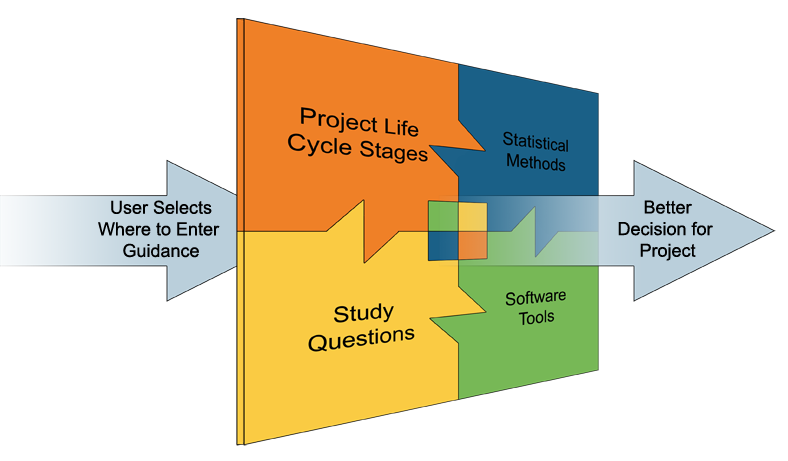 Project Life
Cycle Stages
Statistical
Methods
User Selects
Where to Enter
Guidance
Better
Decision for
Project
Study
Questions
Software
Tools